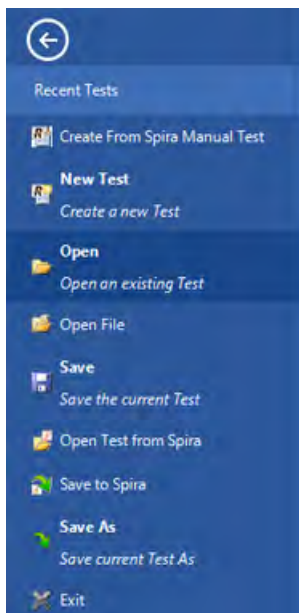 Recent Tests
Create From Spira Manual Test
New Test
Create a new Test
Open
Open an existing Test
Open File
Save
Save the current Test
Open Test from Spira
Save to Spira
Save As
Save current Test As
Exit